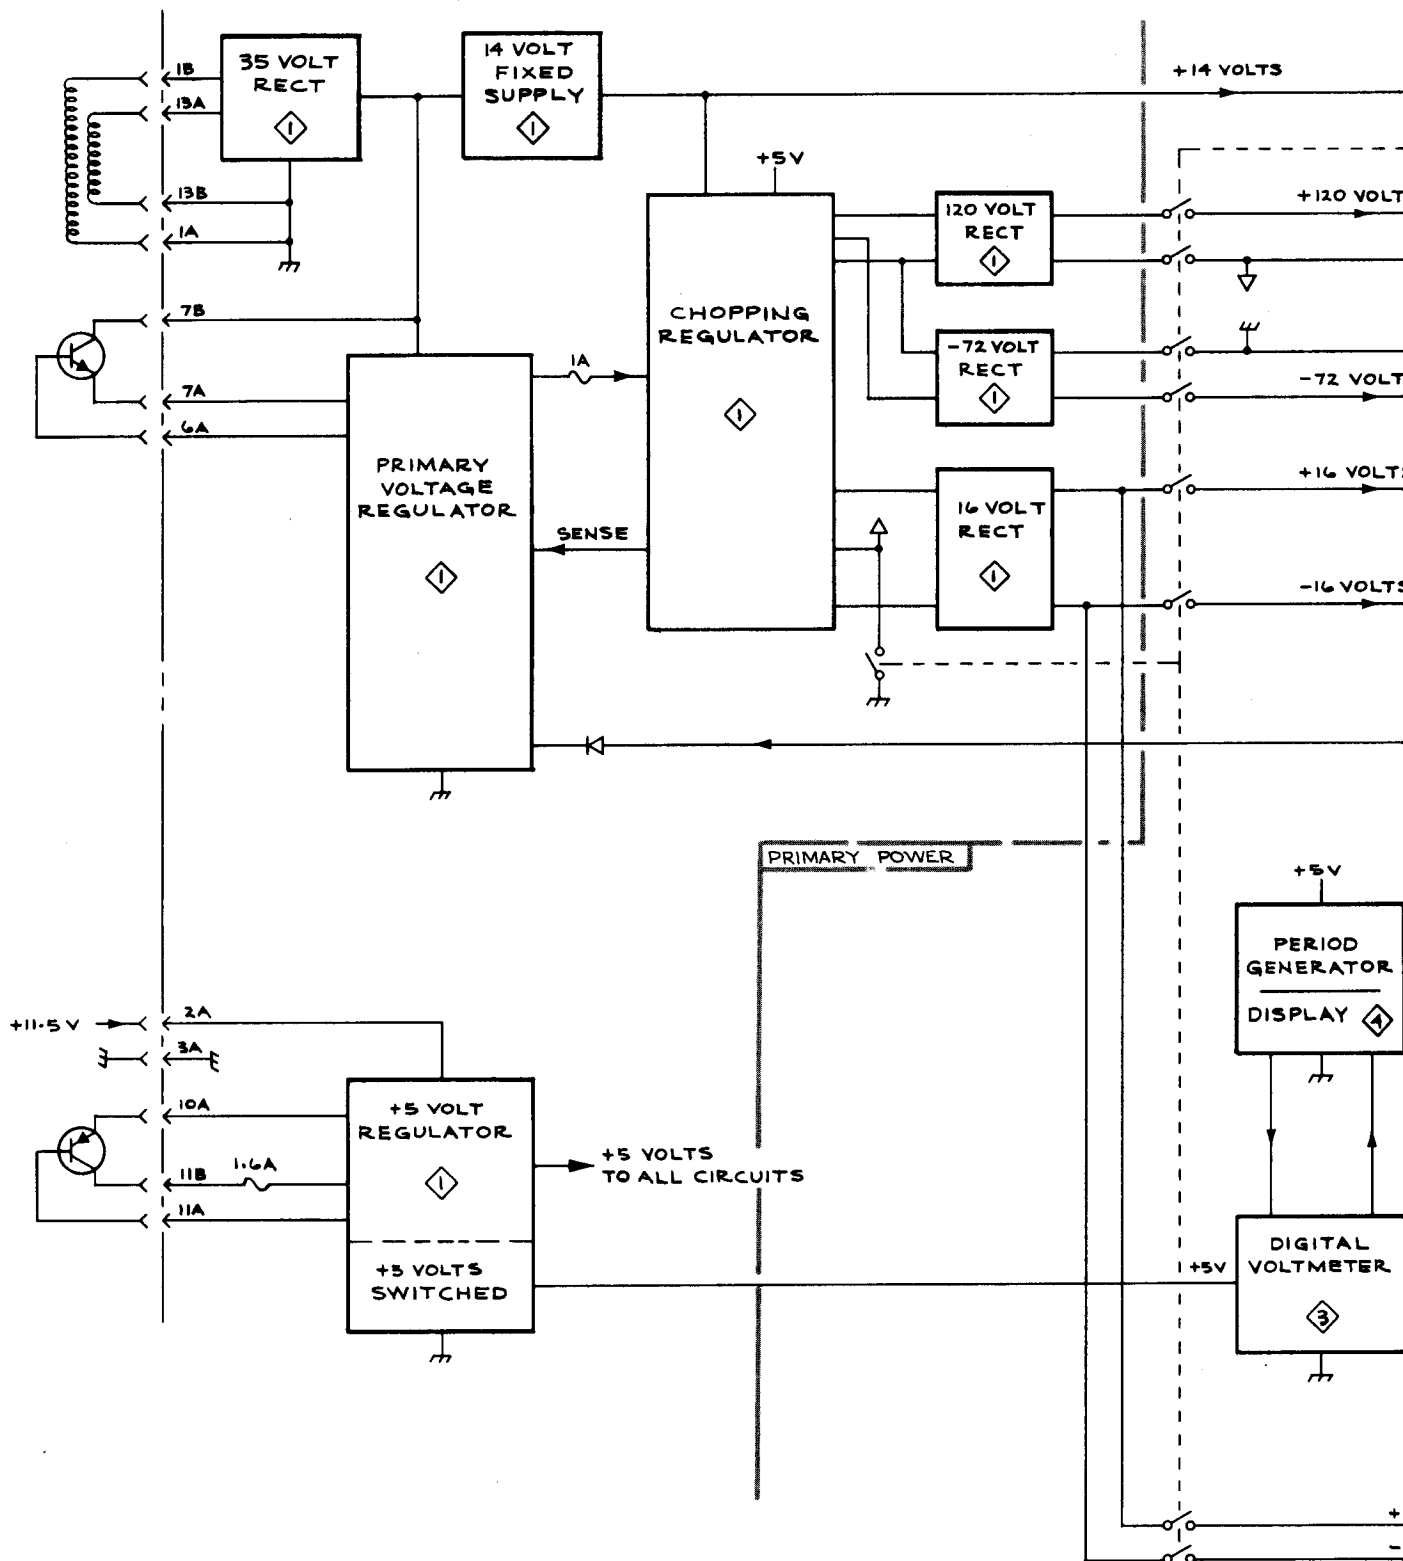 1B
13A
13B
1A
35 VOLT
RECT
1
14 VOLT
FIXED
SUPPLY
1
+14 VOLTS
+5V
7B
7A
6A
PRIMARY
VOLTAGE
REGULATOR
1
1A
SENSE
CHOPPING
REGULATOR
1
120 VOLT
RECT
1
-72 VOLT
RECT
1
16 VOLT
RECT
1
+120 VOLT
-72 VOLT
+16 VOLTS
-16 VOLTS
PRIMARY POWER
+5V
PERIOD
GENERATOR
DISPLAY 4
+11.5V
2A
3A
10A
11B
1.6A
11A
+5 VOLT
REGULATOR
1
+5 VOLTS
SWITCHED
+5 VOLTS
TO ALL CIRCUITS
+5V
DIGITAL
VOLTMETER
3
+
-